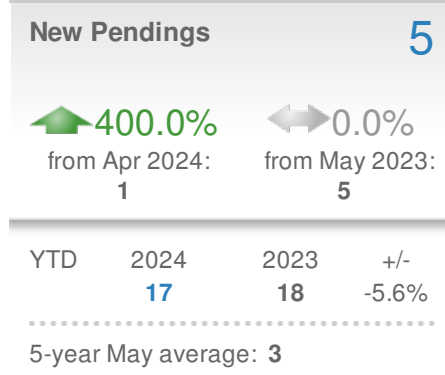 New Pendings 5
400.0% 0.0%
from Apr 2024: from May 2023:
1 5
YTD 2024 2023 +/-
17 18 -5.6%
5-year May average: 3